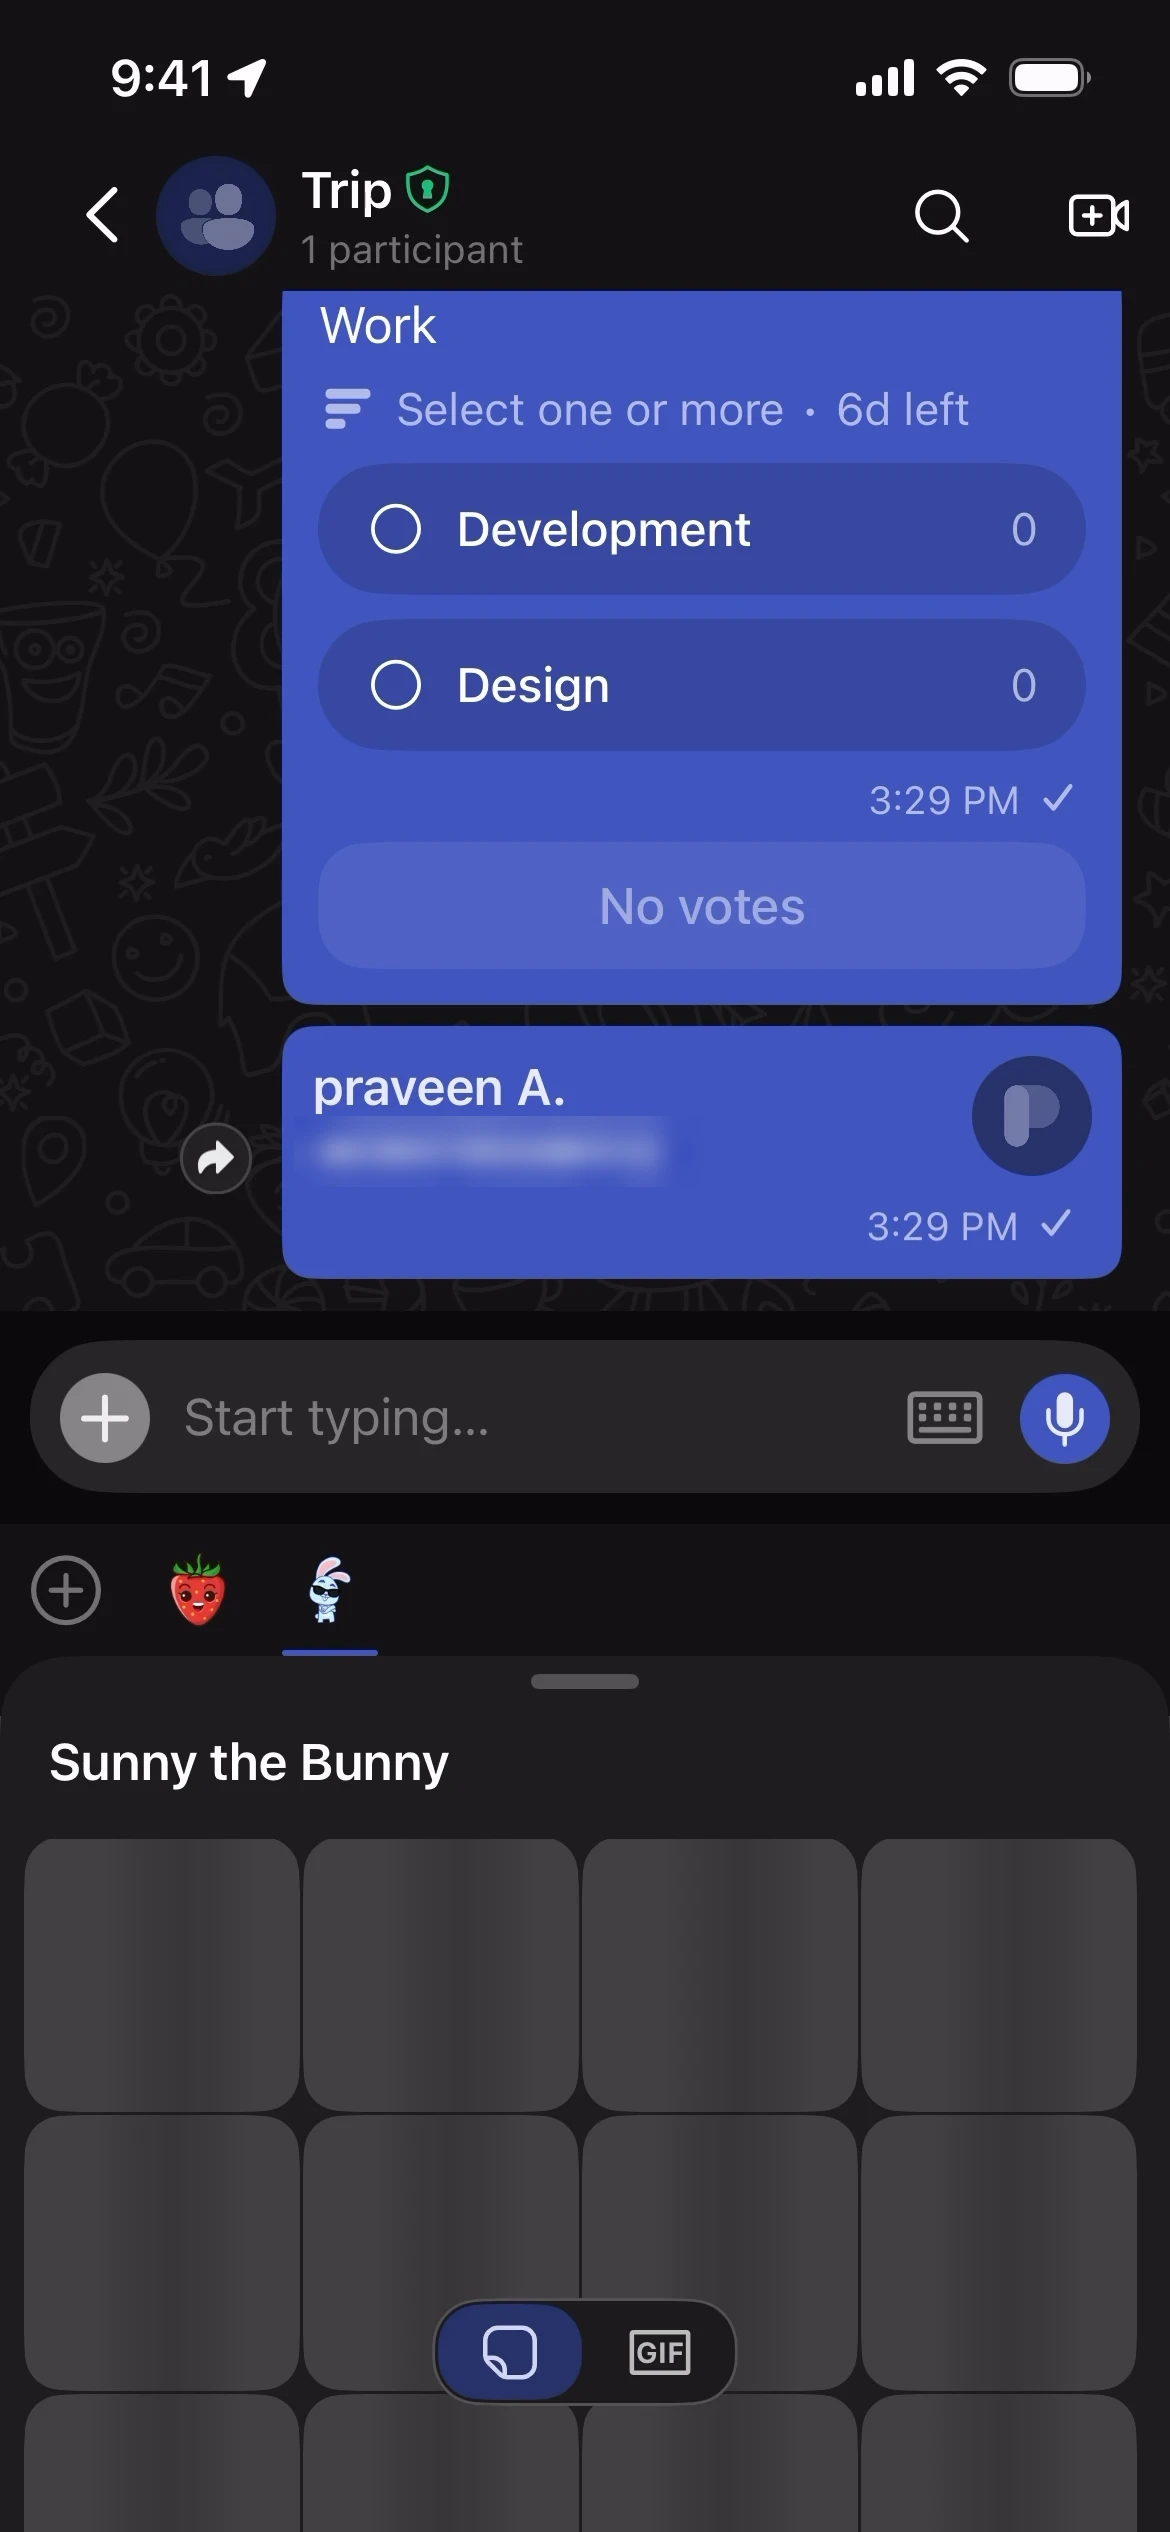 9:41
Trip
1 participant
Work
Select one or more · 6d left
Development 0
Design 0
3:29 PM
No votes
praveen A.
3:29 PM
Start typing...
Sunny the Bunny
GIF